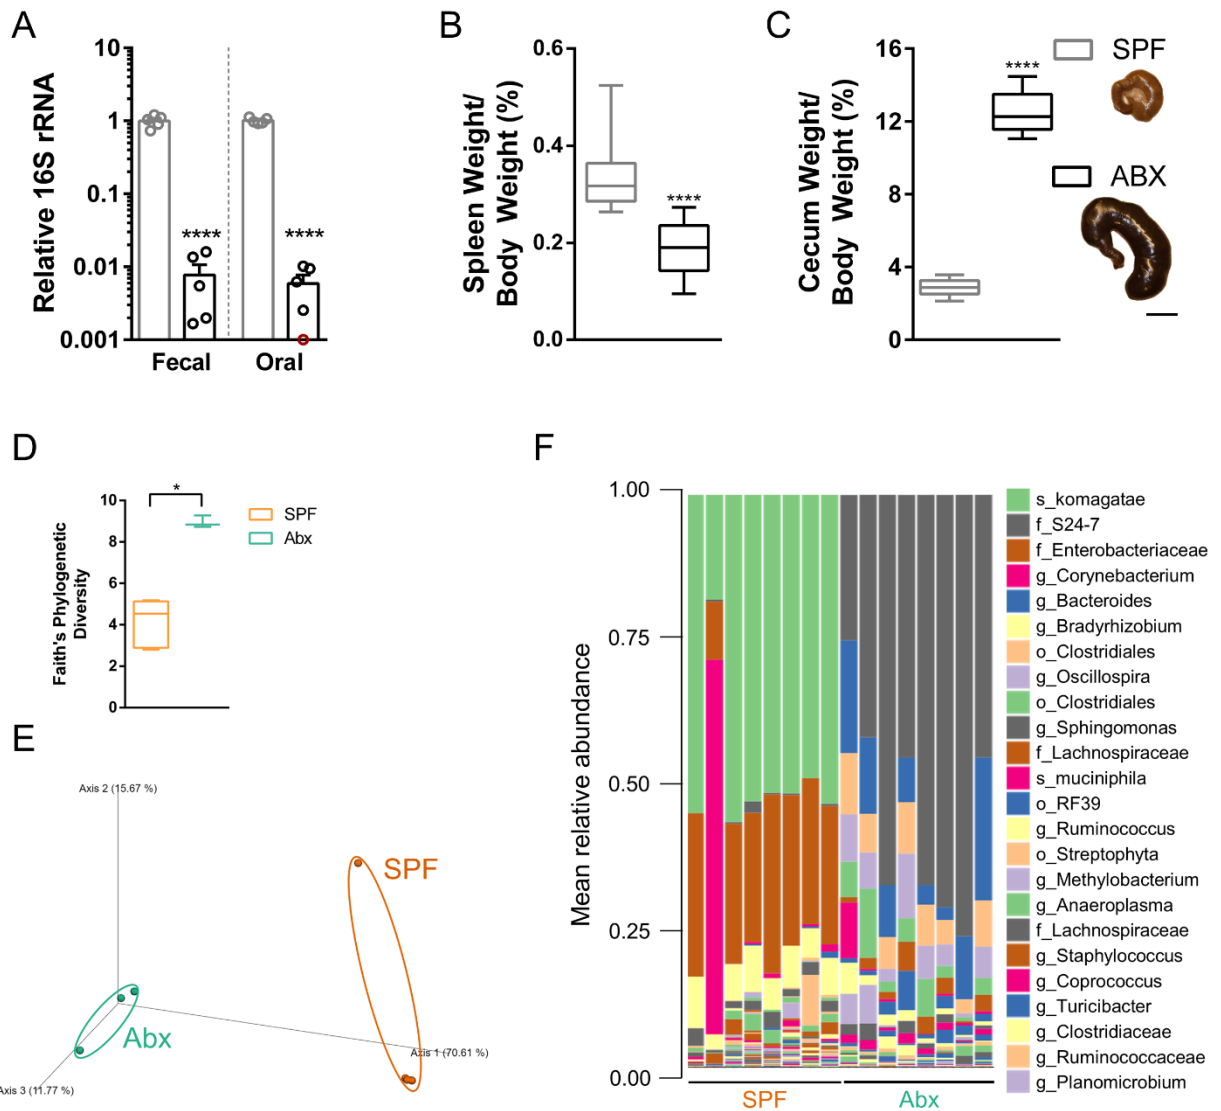 A
Relative 16S rRNA
10
1
0.1
0.01
0.001
****
****
Fecal
Oral
B
Spleen Weight/
Body Weight (%)
0.6
0.4
0.2
0.0
****
C
Cecum Weight/
Body Weight (%)
16
12
8
4
0
****
SPF
ABX
D
Faith's Phylogenetic
Diversity
10
8
6
4
2
0
*
SPF
Abx
E
Axis 2 (15.67 %)
SPF
Abx
Axis 1 (70.61 %)
Axis 3 (11.77 %)
F
Mean relative abundance
1.00
0.75
0.50
0.25
0.00
SPF
Abx
s_komagatae
f_S24-7
f_Enterobacteriaceae
g_Corynebacterium
g_Bacteroides
g_Bradyrhizobium
o_Clostridiales
g_Oscillospira
o_Clostridiales
g_Sphingomonas
f_Lachnospiraceae
s_muciniphila
o_RF39
g_Ruminococcus
o_Streptophyta
g_Methylobacterium
g_Anaeroplasma
f_Lachnospiraceae
g_Staphylococcus
g_Coprococcus
g_Turicibacter
g_Clostridiaceae
g_Ruminococcaceae
g_Planomicrobium